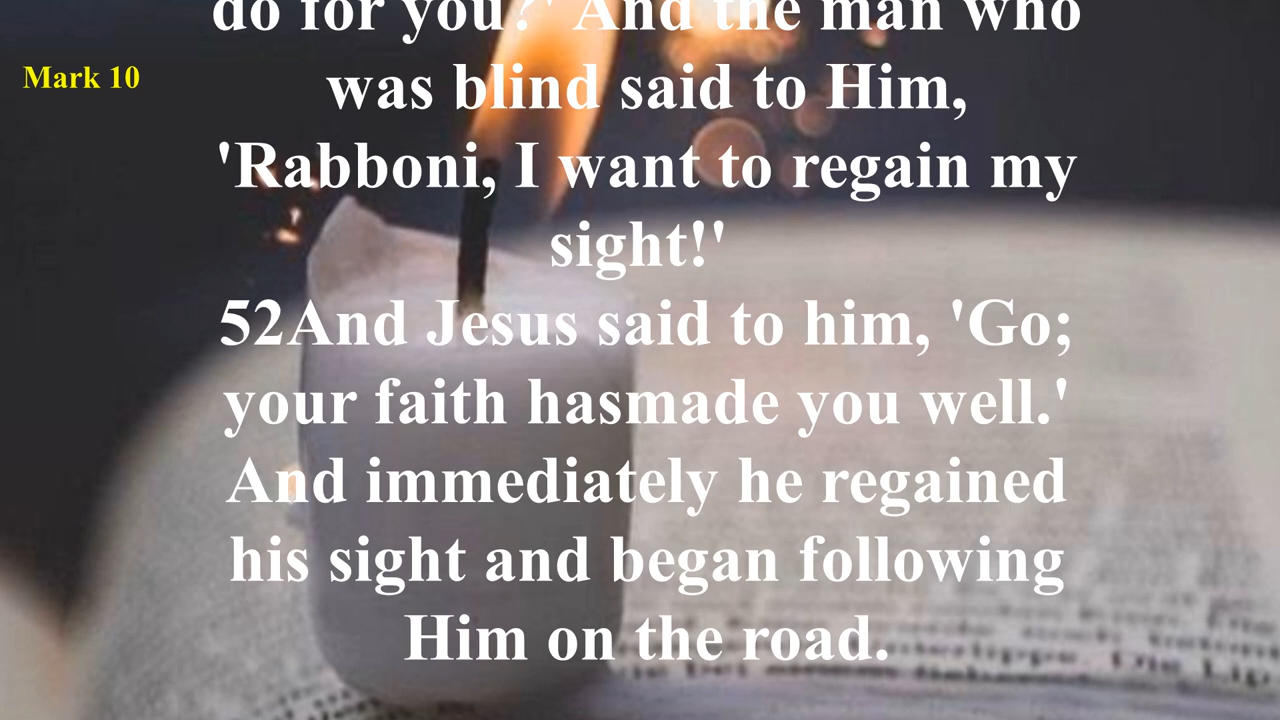 do for you?' And the man who
Mark 10
was blind said to Him,
'Rabboni, I want to regain my
sight!'
52And Jesus said to him, 'Go;
your faith hasmade you well.'
And immediately he regained
his sight and began following
Him on the road.